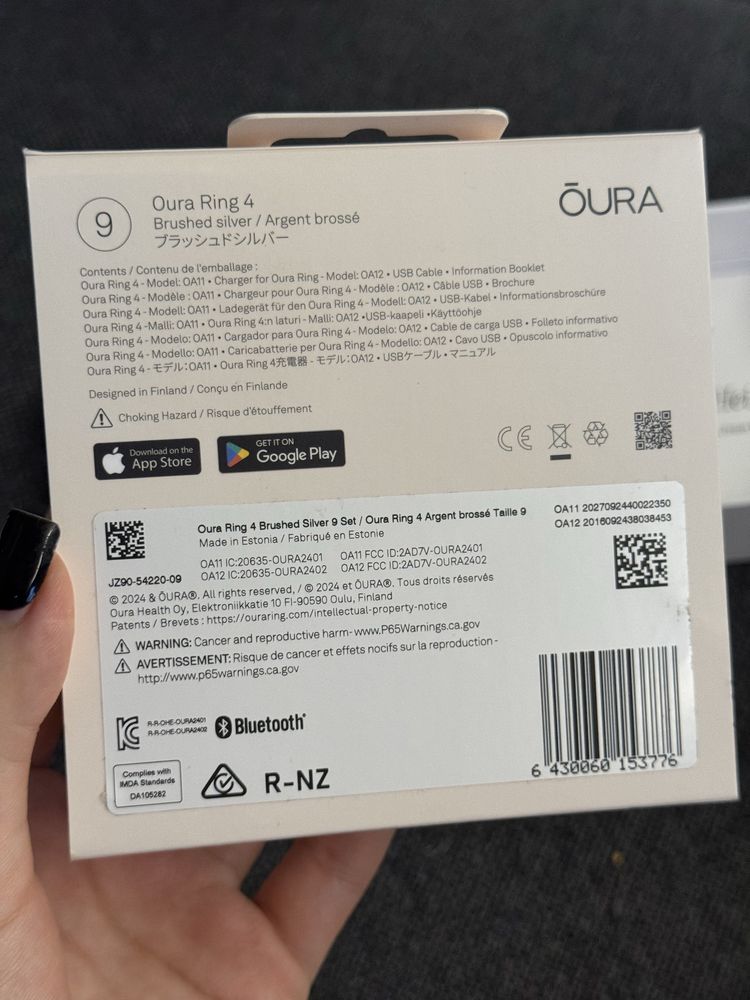 9
Oura Ring 4
Brushed silver / Argent brossé
ブラッシュドシルバー
ŌURA
Contents / Contenu de l'emballage :
Oura Ring 4 - Model: OA11 • Charger for Oura Ring - Model: OA12 • USB Cable • Information Booklet
Oura Ring 4 - Modèle : OA11 • Chargeur pour Oura Ring 4 - Modèle : OA12 • Câble USB • Brochure
Oura Ring 4 - Modell: OA11 • Ladegerät für den Oura Ring 4 - Modell: OA12 • USB-Kabel • Informationsbroschüre
Oura Ring 4 -Malli: OA11 • Oura Ring 4:n laturi - Malli: OA12 •USB-kaapeli •Käyttöohje
Oura Ring 4 - Modelo: OA11 • Cargador para Oura Ring 4 - Modelo: OA12 • Cable de carga USB • Folleto informativo
Oura Ring 4 - Modello: OA11 • Caricabatterie per Oura Ring 4 - Modello: OA12 • Cavo USB • Opuscolo informativo
Oura Ring 4 - モデル:OA11 • Oura Ring 4充電器 - モデル:OA12 • USBケーブル • マニュアル
Designed in Finland / Conçu en Finlande
Choking Hazard / Risque d'étouffement
Download on the
App Store
GET IT ON
Google Play
CE
Oura Ring 4 Brushed Silver 9 Set / Oura Ring 4 Argent brossé Taille 9
Made in Estonia / Fabriqué en Estonie
OA11 2027092440022350
OA12 2016092438038453
OA11 IC:20635-OURA2401 OA11 FCC ID:2AD7V-OURA2401
OA12 IC:20635-OURA2402 OA12 FCC ID:2AD7V-OURA2402
JZ90-54220-09
© 2024 & ŌURA®. All rights reserved, / © 2024 et ŌURA®. Tous droits réservés
Oura Health Oy, Elektroniikkatie 10 FI-90590 Oulu, Finland
Patents / Brevets : https://ouraring.com/intellectual-property-notice
WARNING: Cancer and reproductive harm- www.P65Warnings.ca.gov
AVERTISSEMENT: Risque de cancer et effets nocifs sur la reproduction -
http://www.p65warnings.ca.gov
R-R-OHE-OURA2401
R-R-OHE-OURA2402
Bluetooth®
Complies with
IMDA Standards
DA105282
R-NZ
6 430060 153776